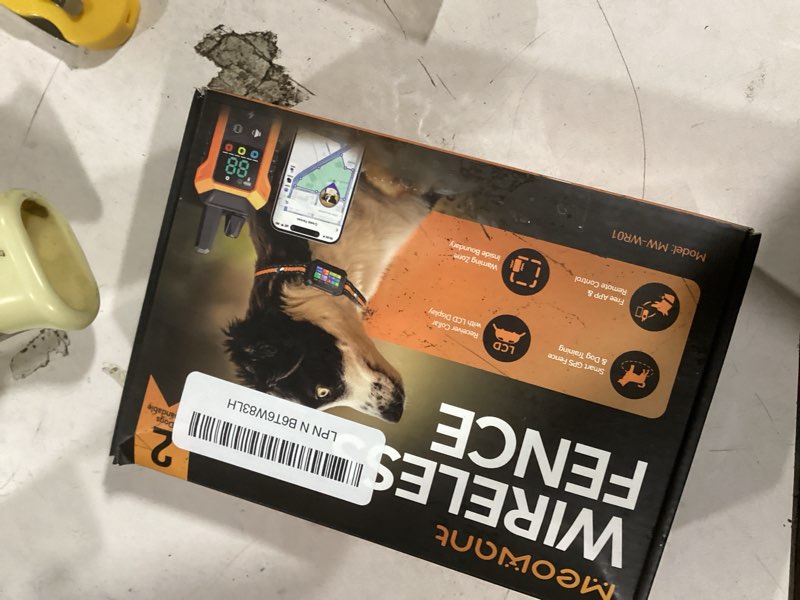 Meowant
WIRELESS
FENCE
LPN N B6T6W83LH
2
Dogs
Smart GPS Fence
& Dog Training
LCD
Receiver Collar
with LCD Display
Free APP &
Remote Control
Warning Zone
Inside Boundary
Model: MW-WR01
88